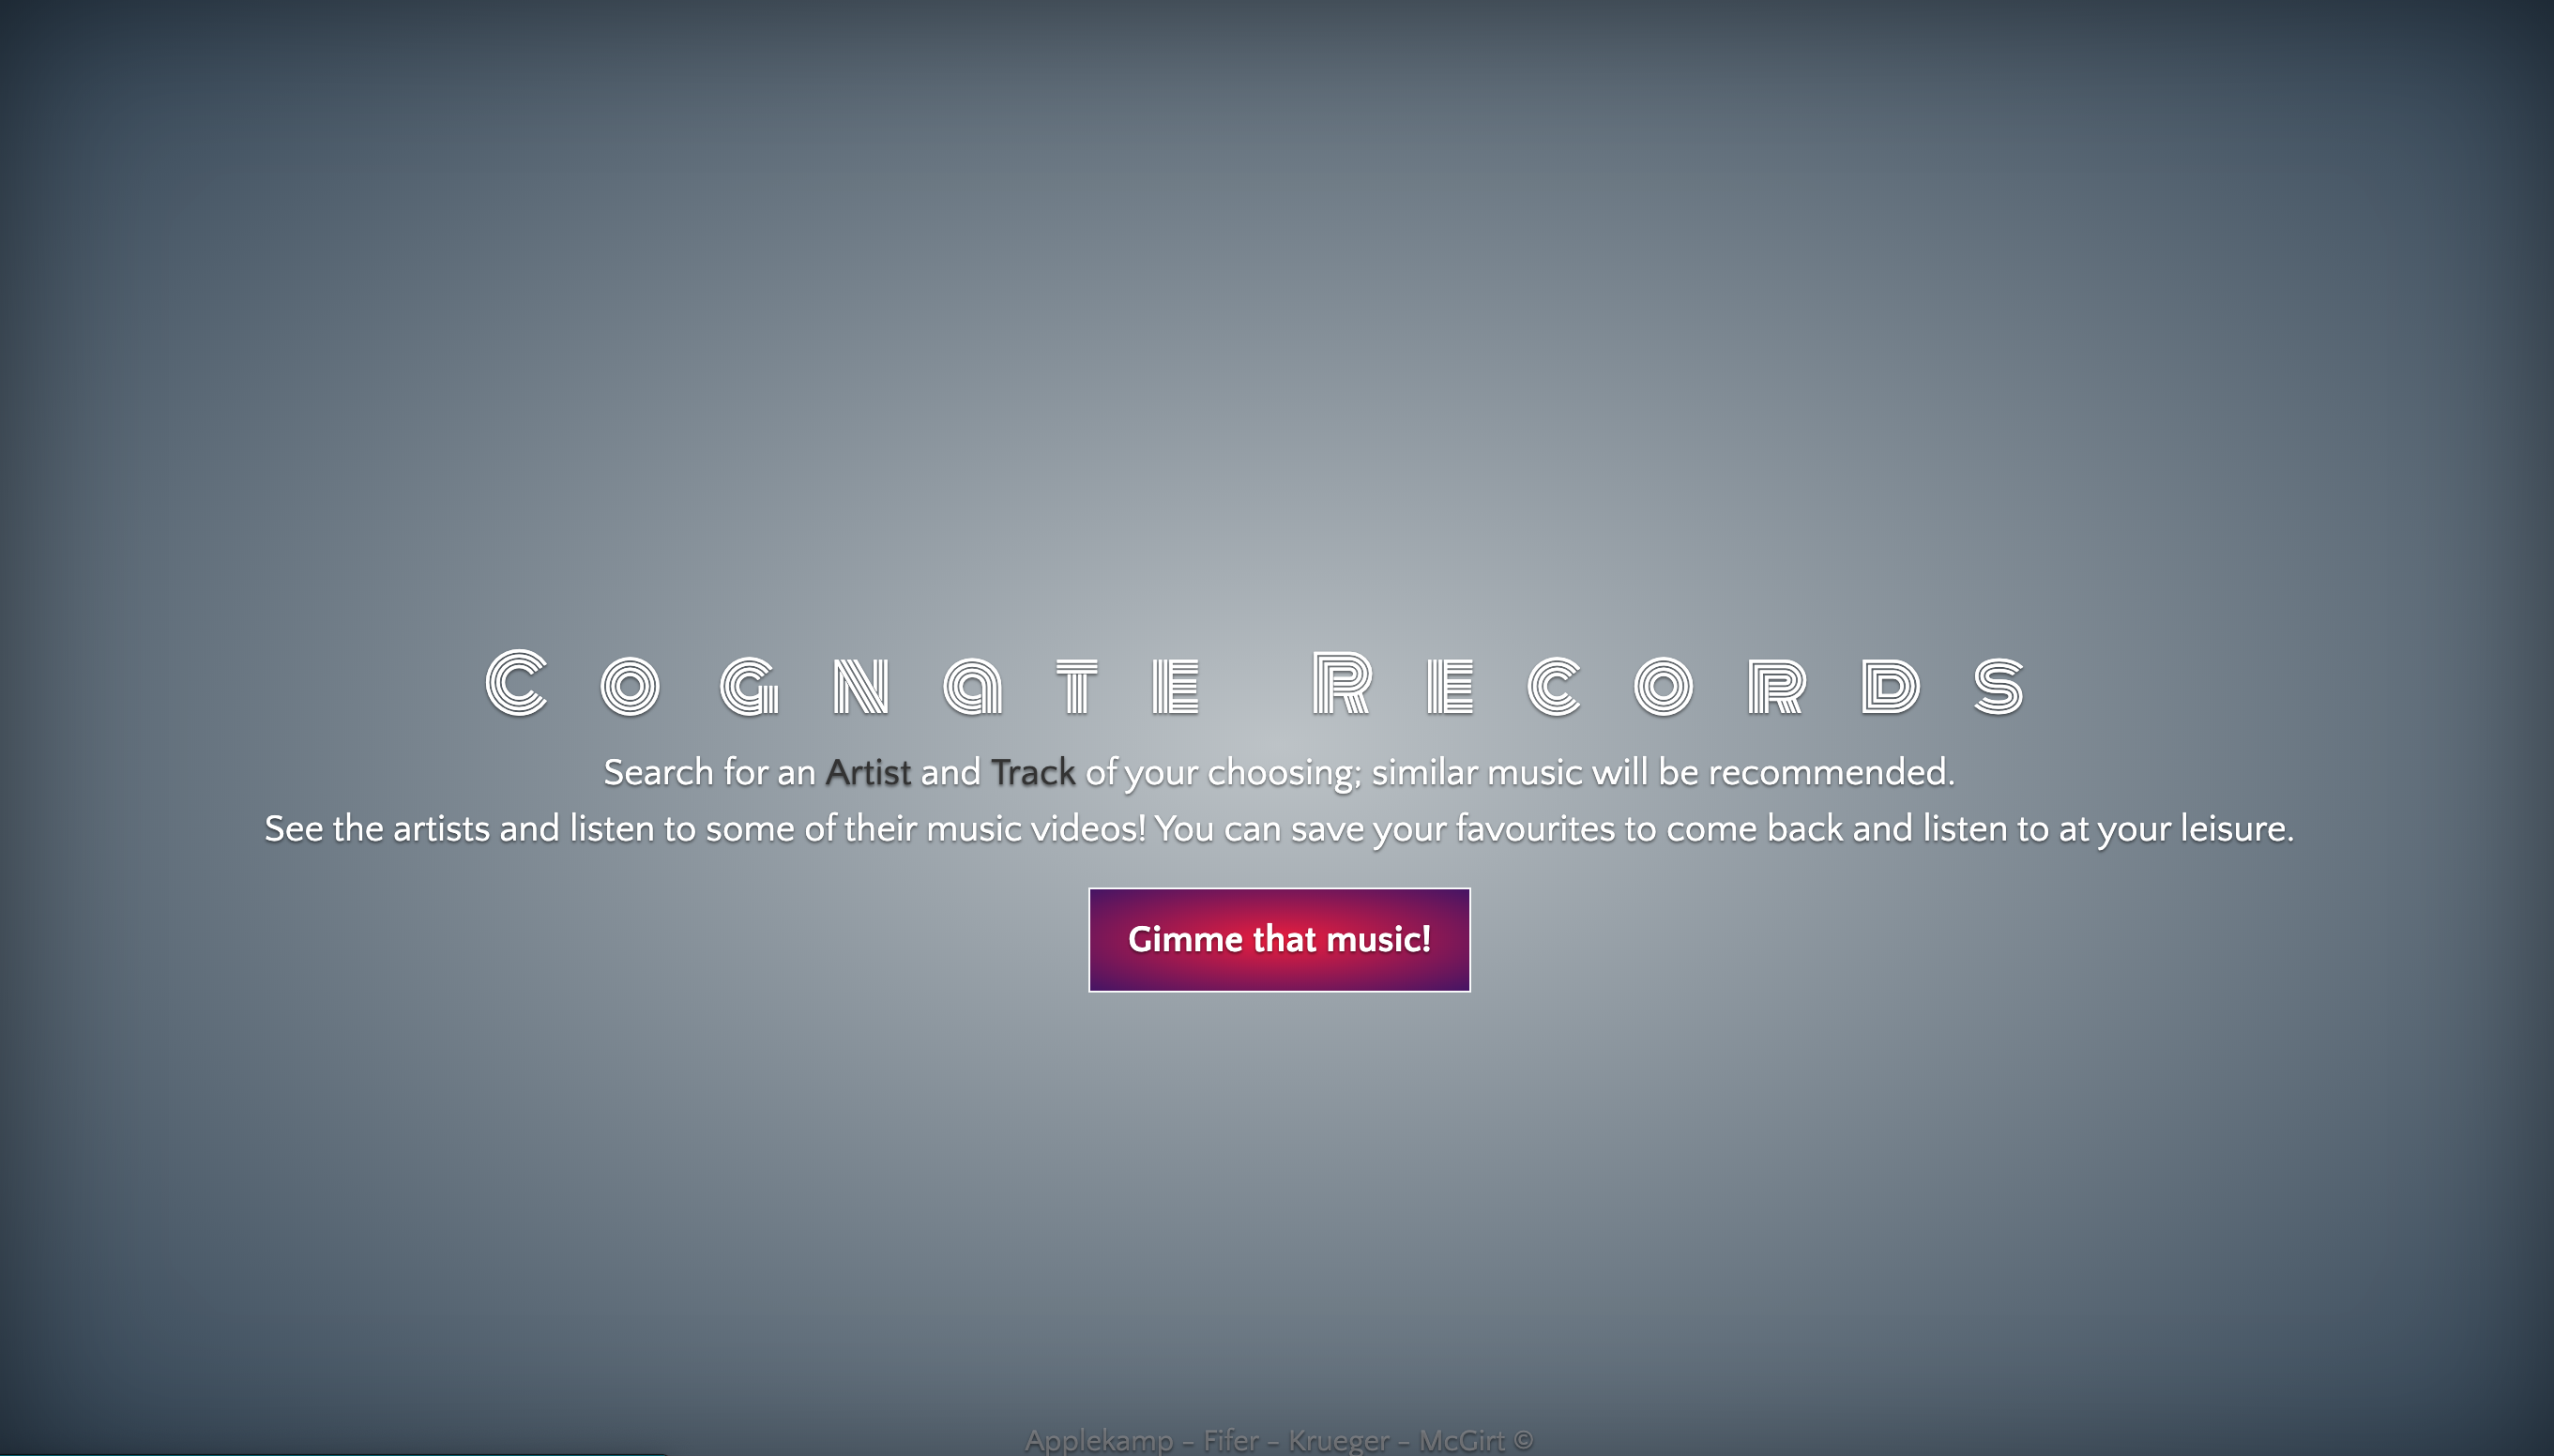 Cognate Records
Search for an Artist and Track of your choosing; similar music will be recommended.
See the artists and listen to some of their music videos! You can save your favourites to come back and listen to at your leisure.
Gimme that music!
Applekamp - Fifer - Krueger - McGirt ©